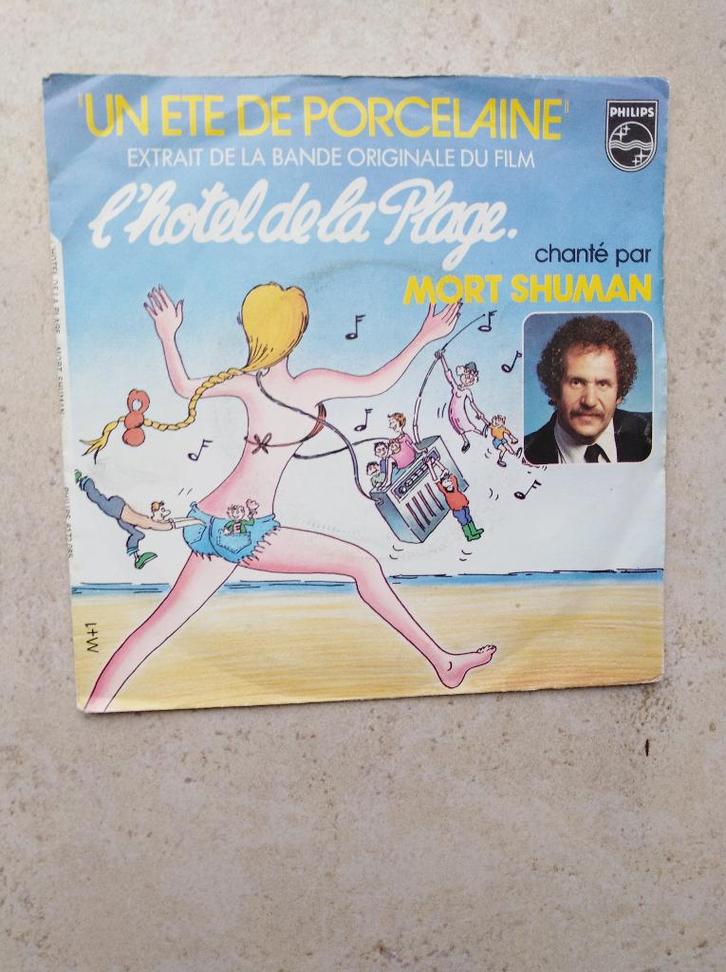 "UN ETE DE PORCELAINE"
PHILIPS
EXTRAIT DE LA BANDE ORIGINALE DU FILM
l'hotel de la Plage.
chanté par
MORT SHUMAN
L+W